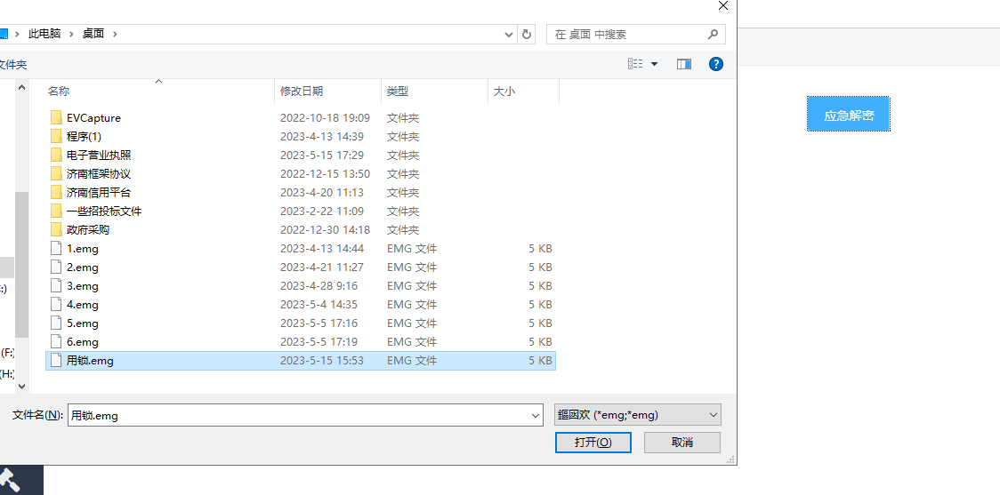 此电脑 > 桌面 >
在 桌面 中搜索
文件夹
名称 修改日期 类型 大小
EVCapture 2022-10-18 19:09 文件夹
程序(1) 2023-4-13 14:39 文件夹
电子营业执照 2023-5-15 17:29 文件夹
济南框架协议 2022-12-15 13:50 文件夹
济南信用平台 2023-4-20 11:13 文件夹
一些招投标文件 2023-2-22 11:09 文件夹
政府采购 2022-12-30 14:18 文件夹
1.emg 2023-4-13 14:44 EMG 文件 5 KB
2.emg 2023-4-21 11:27 EMG 文件 5 KB
3.emg 2023-4-28 9:16 EMG 文件 5 KB
4.emg 2023-5-4 14:35 EMG 文件 5 KB
5.emg 2023-5-5 17:16 EMG 文件 5 KB
6.emg 2023-5-5 17:19 EMG 文件 5 KB
用锁.emg 2023-5-15 15:53 EMG 文件 5 KB
:)
(F:)
(H:)
文件名(N): 用锁.emg
(*emg;*emg)
打开(O) 取消
应急解密